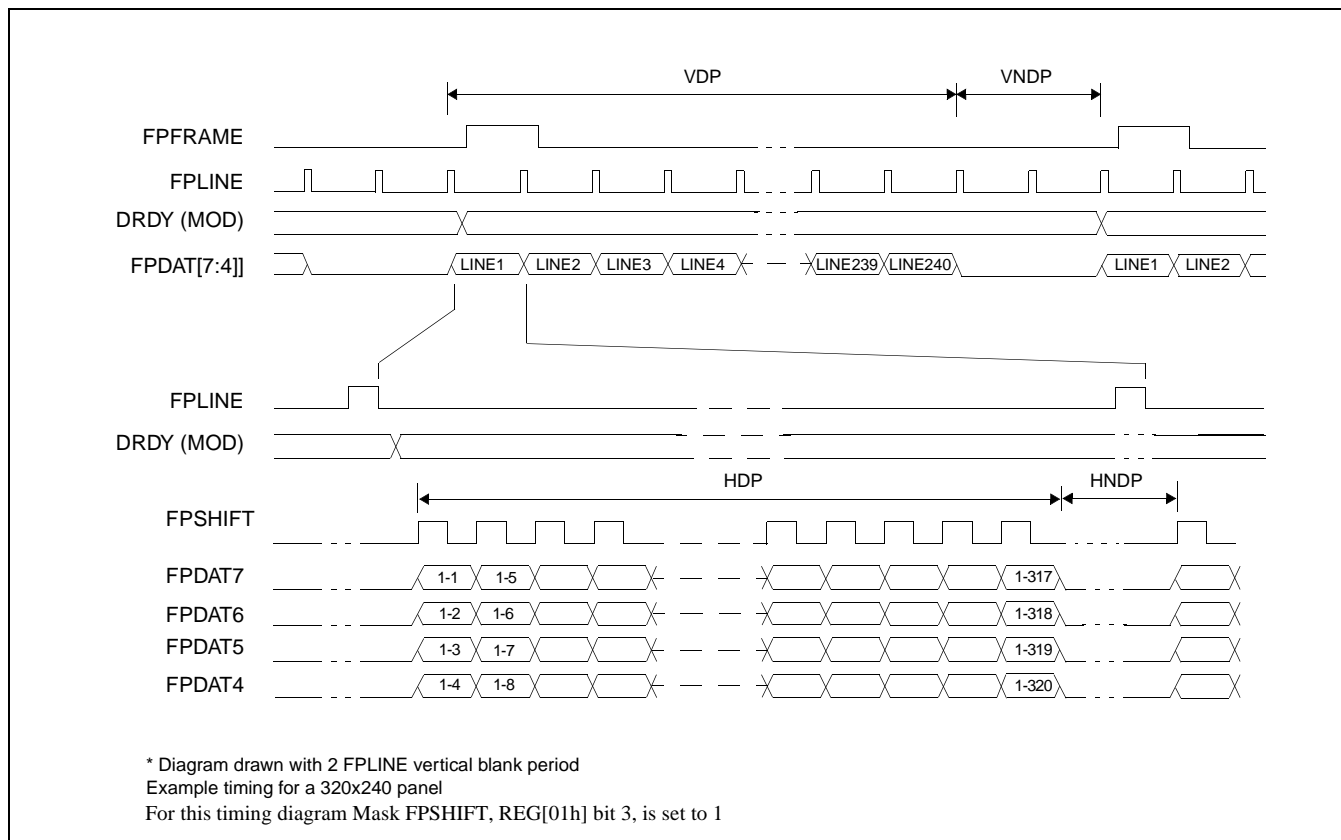 VDP VNDP
FPFRAME
FPLINE
DRDY (MOD)
FPDAT[7:4]] LINE1 LINE2 LINE3 LINE4 LINE239 LINE240 LINE1 LINE2
FPLINE
DRDY (MOD)
HDP HNDP
FPSHIFT
FPDAT7 1-1 1-5 1-317
FPDAT6 1-2 1-6 1-318
FPDAT5 1-3 1-7 1-319
FPDAT4 1-4 1-8 1-320
* Diagram drawn with 2 FPLINE vertical blank period
Example timing for a 320x240 panel
For this timing diagram Mask FPSHIFT, REG[01h] bit 3, is set to 1